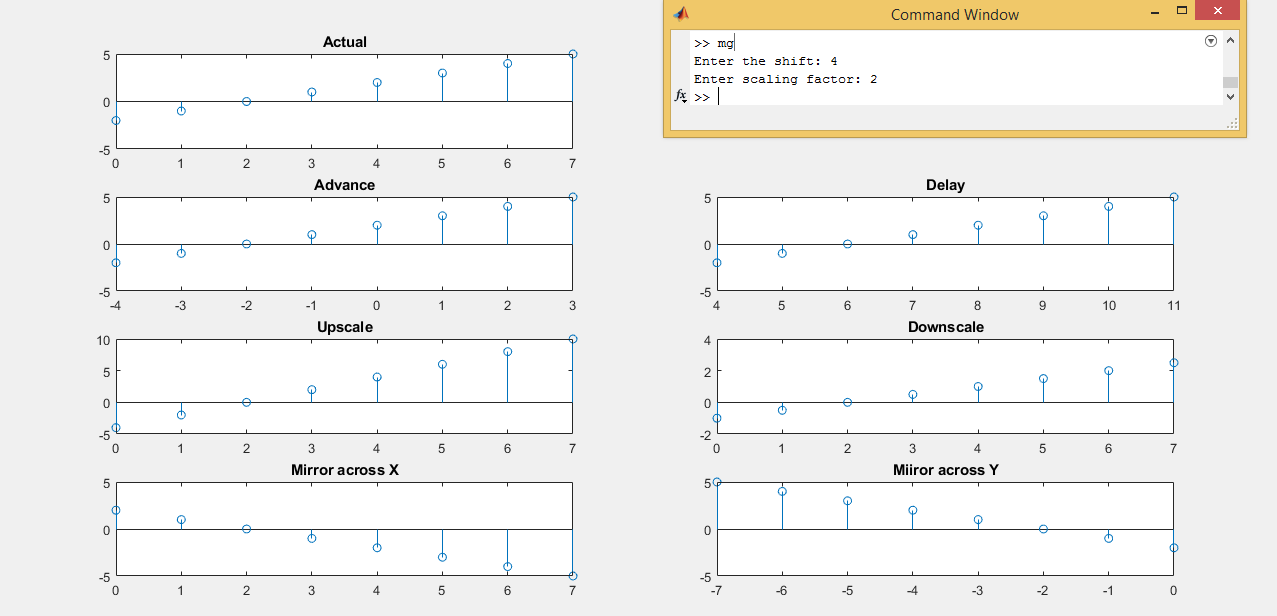 Command Window
>> mg
Enter the shift: 4
Enter scaling factor: 2
fx >>
Actual
5
0
-5
0 1 2 3 4 5 6 7
Advance
5
0
-5
-4 -3 -2 -1 0 1 2 3
Delay
5
0
-5
4 5 6 7 8 9 10 11
Upscale
10
5
0
-5
0 1 2 3 4 5 6 7
Downscale
4
2
0
-2
0 1 2 3 4 5 6 7
Mirror across X
5
0
-5
0 1 2 3 4 5 6 7
Miiror across Y
5
0
-5
-7 -6 -5 -4 -3 -2 -1 0